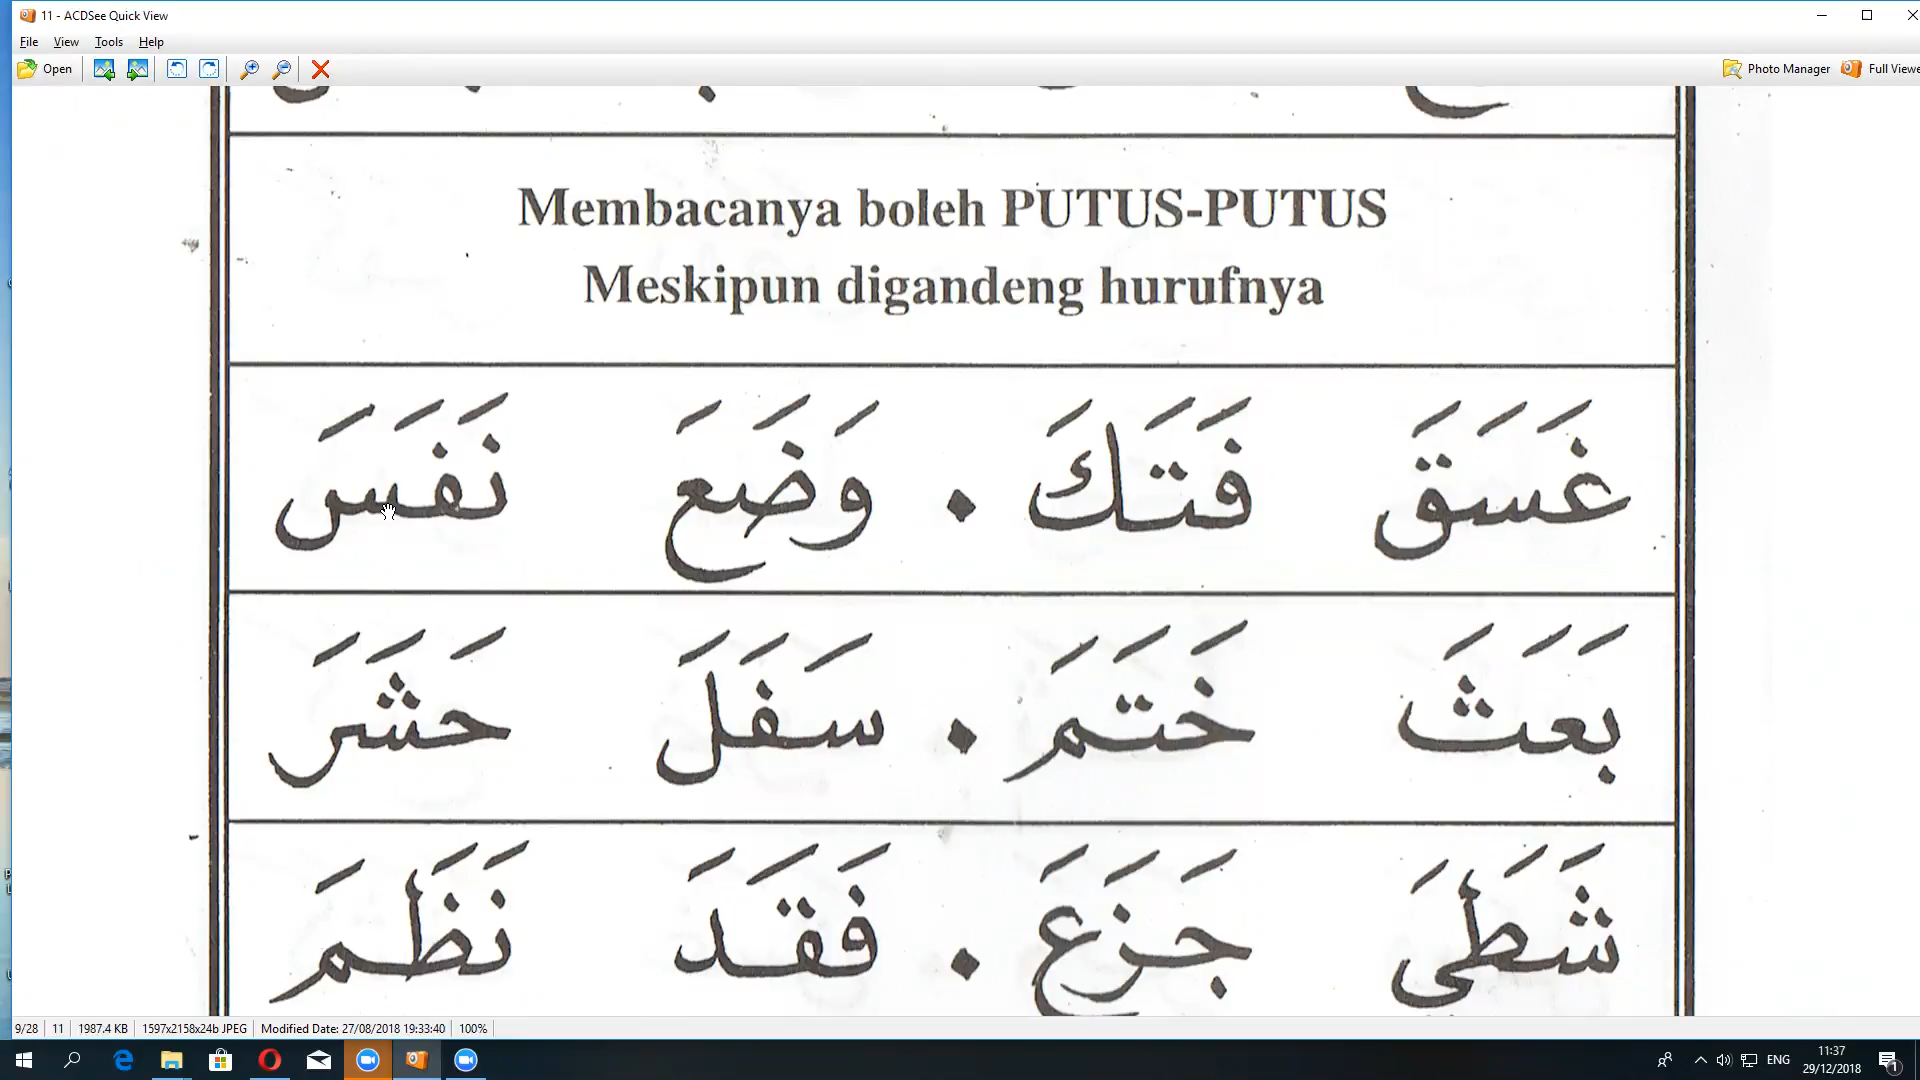 11 - ACDSee Quick View
File View Tools Help
Open Photo Manager Full Viewe
Membacanya boleh PUTUS-PUTUS
Meskipun digandeng hurufnya
غَسَقَ فَتَكَ . وَضَعَ نَفَسَ
بَعَثَ خَتَمَ . سَفَلَ حَشَرَ
شَطَيَ جَزَعَ . فَقَدَ نَظَمَ
9/28 11 1987.4 KB 1597x2158x24b JPEG Modified Date: 27/08/2018 19:33:40 100%
ENG 11:37
29/12/2018
1